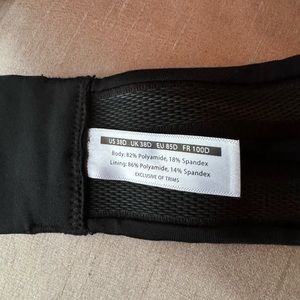 US 38D UK 38D EU 85D FR 100D
Body: 82% Polyamide, 18% Spandex
Lining: 86% Polyamide, 14% Spandex
EXCLUSIVE OF TRIMS